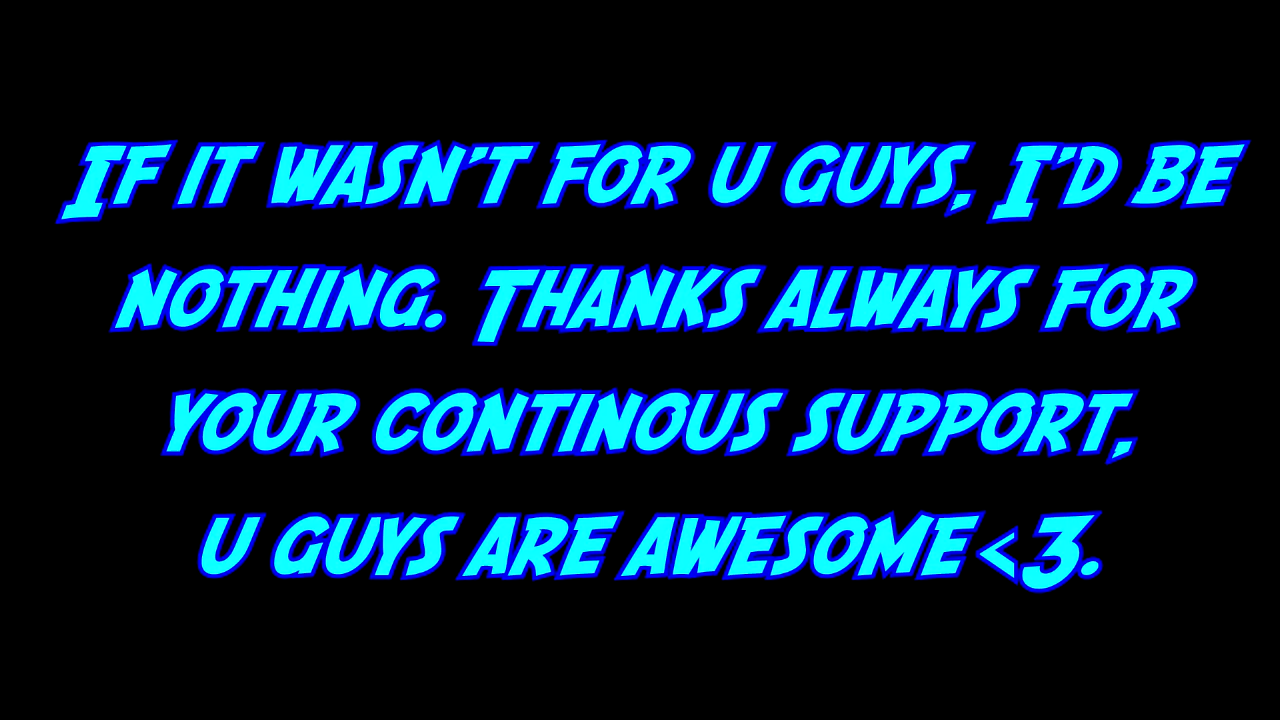 If it wasn't for u guys, I'd be
nothing. Thanks always for
your continous support,
u guys are awesome<3.